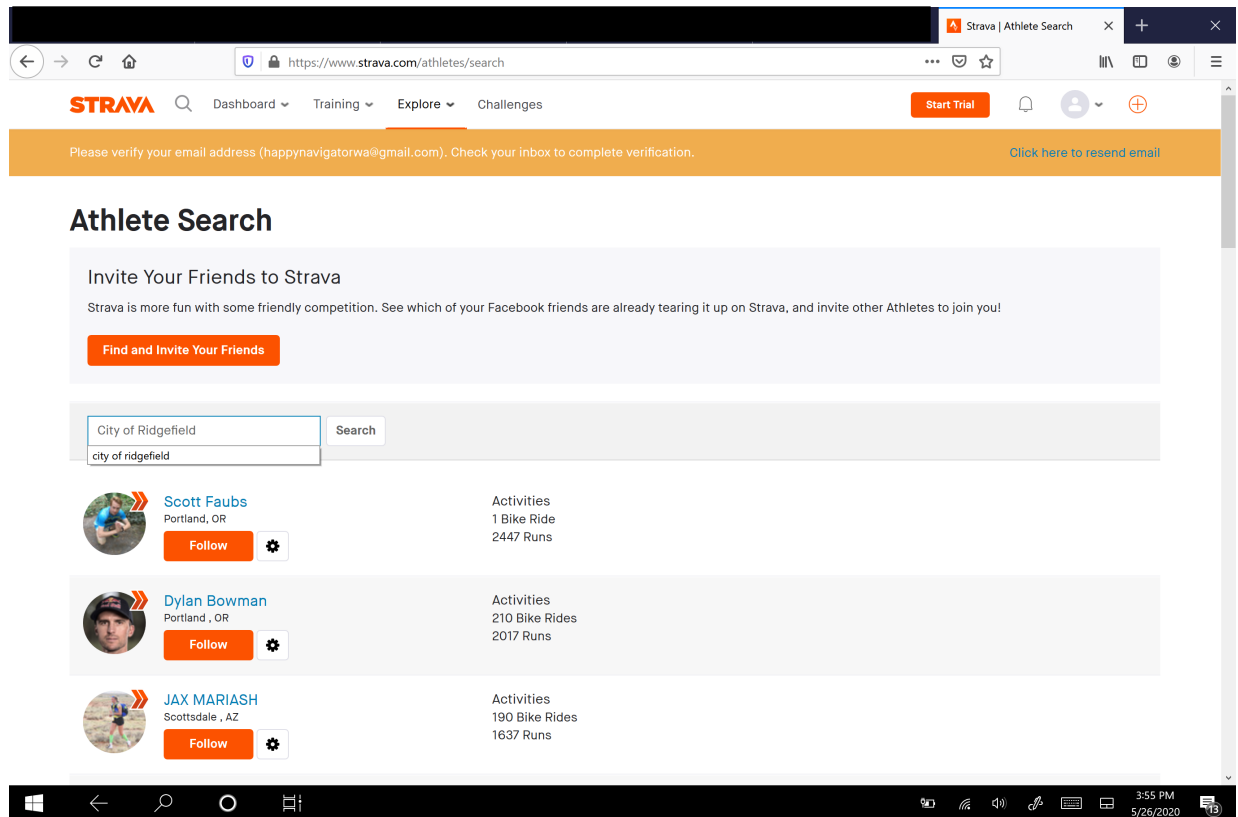 Strava | Athlete Search
https://www.strava.com/athletes/search
STRAVA Dashboard Training Explore Challenges Start Trial
Please verify your email address (happynavigatorwa@gmail.com). Check your inbox to complete verification. Click here to resend email
Athlete Search
Invite Your Friends to Strava
Strava is more fun with some friendly competition. See which of your Facebook friends are already tearing it up on Strava, and invite other Athletes to join you!
Find and Invite Your Friends
City of Ridgefield Search
city of ridgefield
Scott Faubs
Portland, OR
Follow
Activities
1 Bike Ride
2447 Runs
Dylan Bowman
Portland , OR
Follow
Activities
210 Bike Rides
2017 Runs
JAX MARIASH
Scottsdale , AZ
Follow
Activities
190 Bike Rides
1637 Runs
3:55 PM
5/26/2020
13